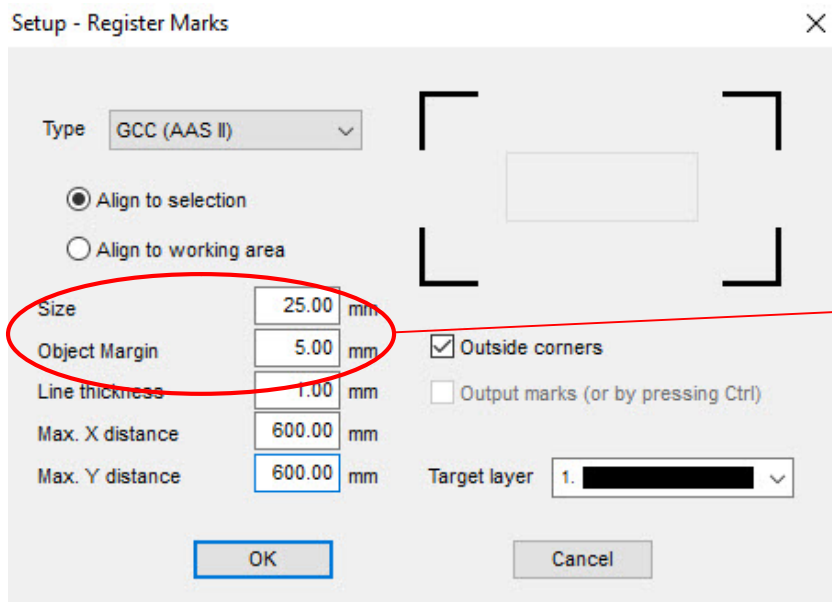 Setup - Register Marks
Type GCC (AAS II)
Align to selection
Align to working area
Size 25.00 mm
Object Margin 5.00 mm
Line thickness 1.00 mm
Max. X distance 600.00 mm
Max. Y distance 600.00 mm
Outside corners
Output marks (or by pressing Ctrl)
Target layer 1.
OK Cancel